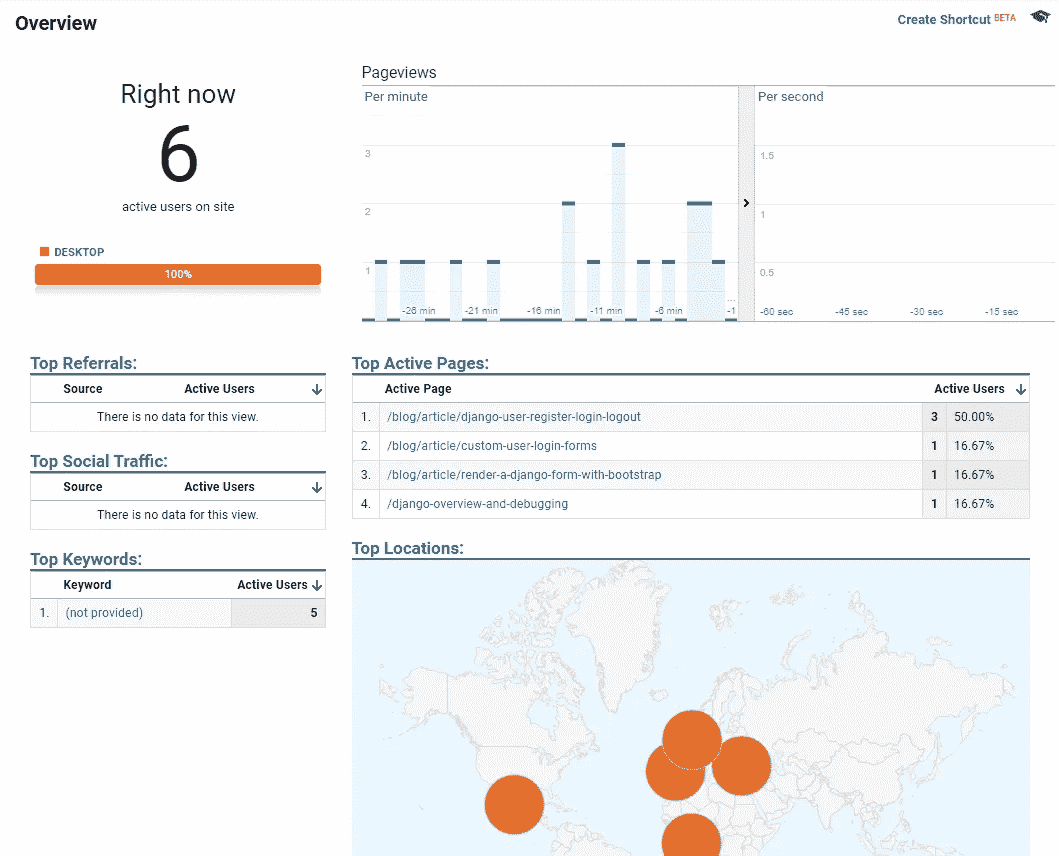 Overview
Create Shortcut BETA
Right now
6
active users on site
DESKTOP
100%
Pageviews
Per minute
3
2
1
-26 min
-21 min
-16 min
-11 min
-6 min
...
-1
Per second
1.5
1
0.5
-60 sec
-45 sec
-30 sec
-15 sec
Top Referrals:
Source Active Users
There is no data for this view.
Top Social Traffic:
Source Active Users
There is no data for this view.
Top Keywords:
Keyword Active Users
1. (not provided) 5
Top Active Pages:
Active Page Active Users
1. /blog/article/django-user-register-login-logout 3 50.00%
2. /blog/article/custom-user-login-forms 1 16.67%
3. /blog/article/render-a-django-form-with-bootstrap 1 16.67%
4. /django-overview-and-debugging 1 16.67%
Top Locations: